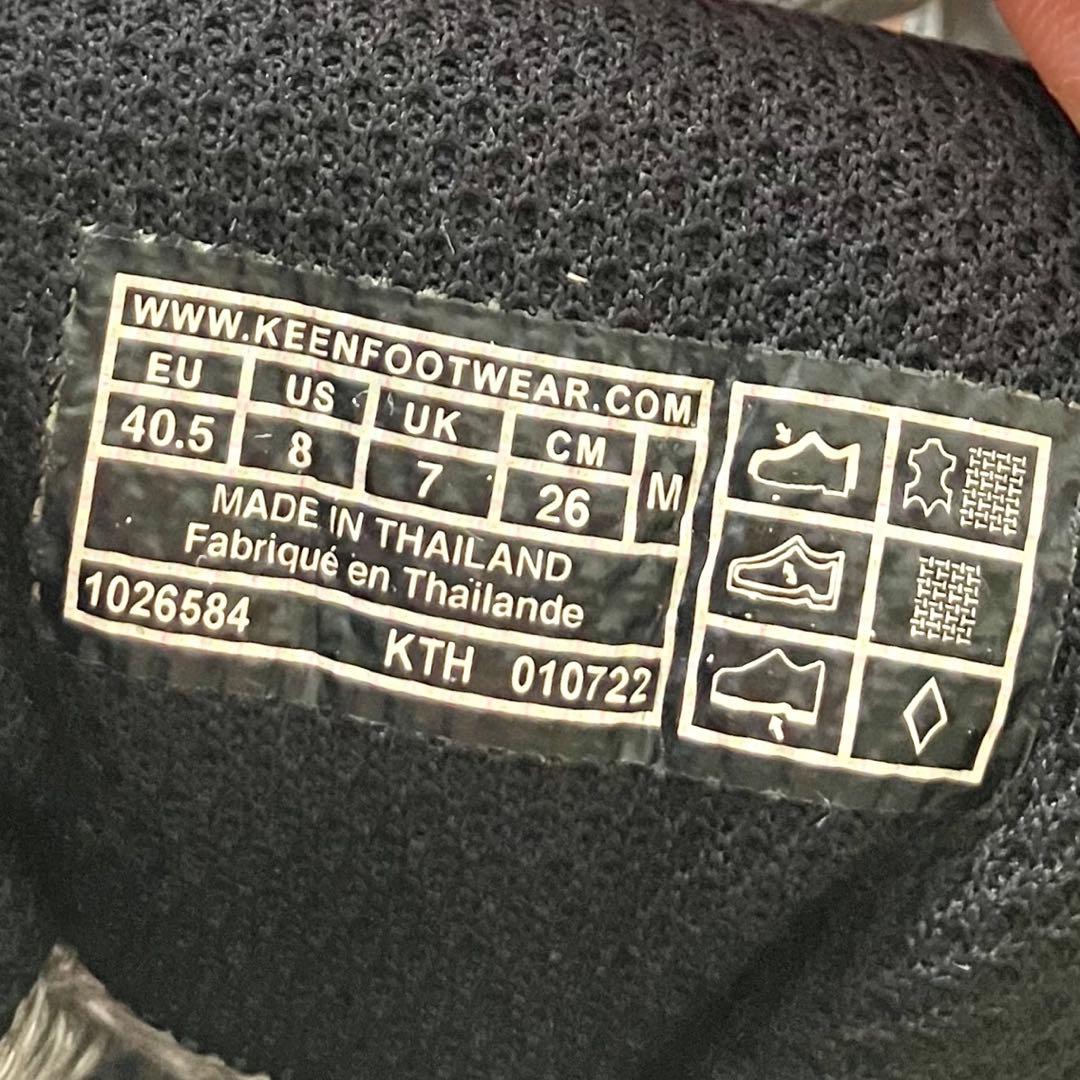 WWW.KEENFOOTWEAR.COM
EU US UK CM M
40.5 8 7 26
MADE IN THAILAND
Fabriqué en Thaïlande
1026584 KTH 010722